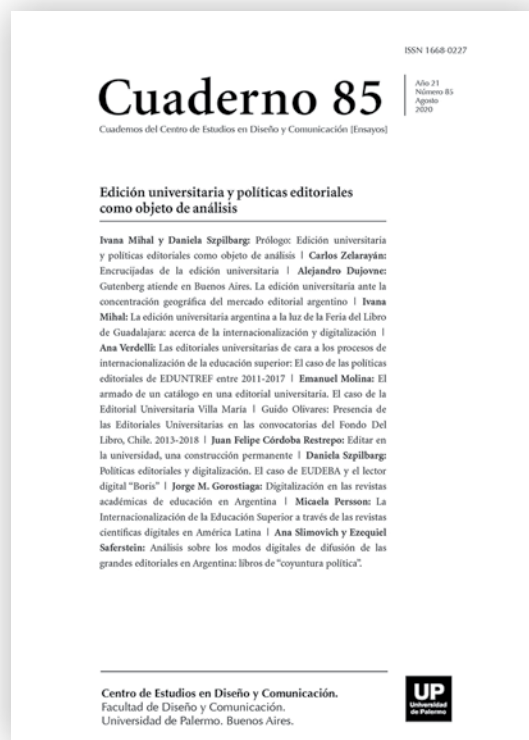 ISSN 1668-0227
Cuaderno 85
Año 21
Número 85
Agosto
2020
Cuadernos del Centro de Estudios en Diseño y Comunicación [Ensayos]
Edición universitaria y políticas editoriales
como objeto de análisis
Ivana Mihal y Daniela Szpilbarg: Prólogo: Edición universitaria
y políticas editoriales como objeto de análisis | Carlos Zelarayán:
Encrucijadas de la edición universitaria | Alejandro Dujovne:
Gutenberg atiende en Buenos Aires. La edición universitaria ante la
concentración geográfica del mercado editorial argentino | Ivana
Mihal: La edición universitaria argentina a la luz de la Feria del Libro
de Guadalajara: acerca de la internacionalización y digitalización |
Ana Verdelli: Las editoriales universitarias de cara a los procesos de
internacionalización de la educación superior: El caso de las políticas
editoriales de EDUNTREF entre 2011-2017 | Emanuel Molina: El
armado de un catálogo en una editorial universitaria. El caso de la
Editorial Universitaria Villa María | Guido Olivares: Presencia de
las Editoriales Universitarias en las convocatorias del Fondo Del
Libro, Chile. 2013-2018 | Juan Felipe Córdoba Restrepo: Editar en
la universidad, una construcción permanente | Daniela Szpilbarg:
Políticas editoriales y digitalización. El caso de EUDEBA y el lector
digital "Boris" | Jorge M. Gorostiaga: Digitalización en las revistas
académicas de educación en Argentina | Micaela Persson: La
Internacionalización de la Educación Superior a través de las revistas
científicas digitales en América Latina | Ana Slimovich y Ezequiel
Saferstein: Análisis sobre los modos digitales de difusión de las
grandes editoriales en Argentina: libros de "coyuntura política".
Centro de Estudios en Diseño y Comunicación.
Facultad de Diseño y Comunicación.
Universidad de Palermo. Buenos Aires.
UP
Universidad
de Palermo